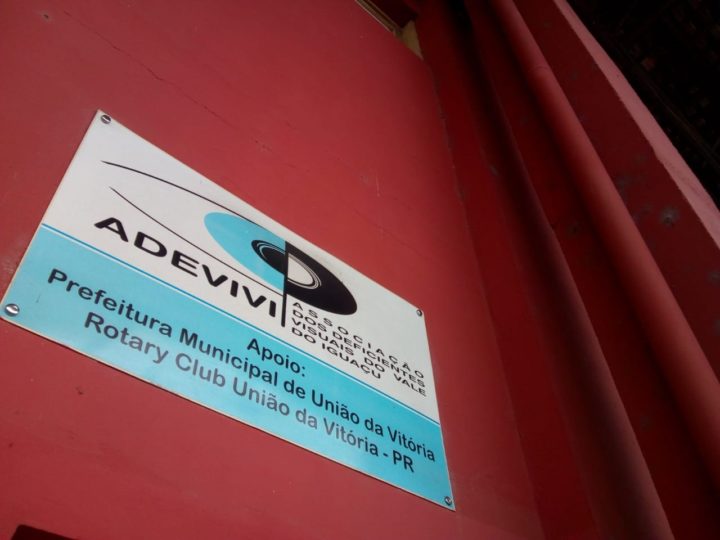 ADEVIVI
ASSOCIAÇÃO
DOS DEFICIENTES
VISUAIS DO VALE
DO IGUAÇU
Apoio:
Prefeitura Municipal de União da Vitória
Rotary Club União da Vitória - PR